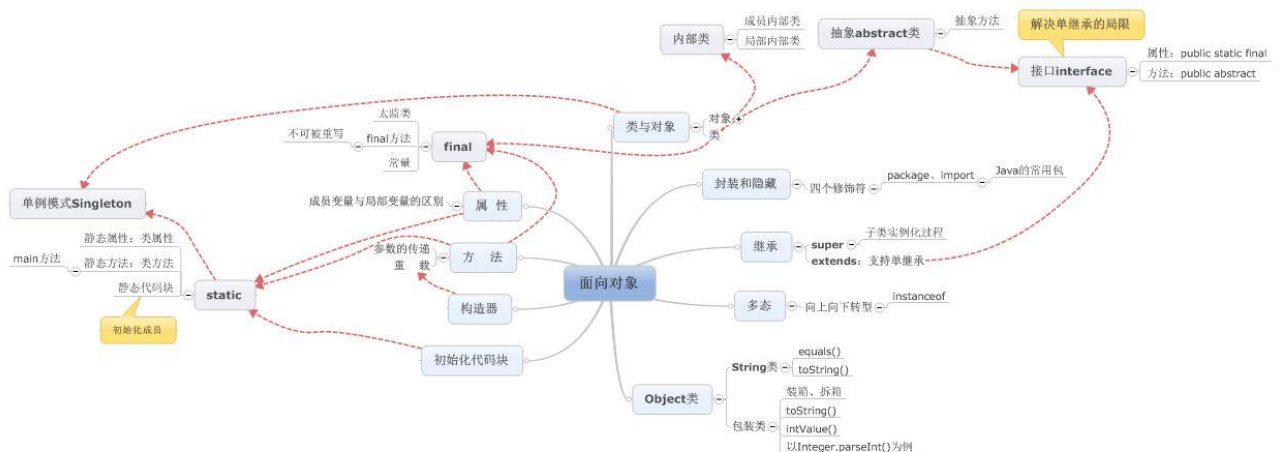 解决单继承的局限
成员内部类
内部类
局部内部类
抽象abstract类
抽象方法
接口interface
属性：public static final
方法：public abstract
类与对象
对象
类
太监类
不可被重写
final方法
常量
final
封装和隐藏
四个修饰符
package、import
Java的常用包
单例模式Singleton
成员变量与局部变量的区别
属 性
继承
super
子类实例化过程
extends：支持单继承
静态属性：类属性
main方法
静态方法：类方法
静态代码块
static
初始化成员
参数的传递
重 载
方 法
面向对象
构造器
多态
向上向下转型
instanceof
初始化代码块
Object类
String类
equals()
toString()
包装类
装箱、拆箱
toString()
intValue()
以Integer.parseInt()为例